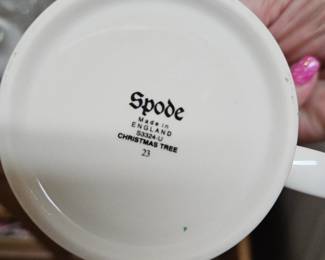 Spode
Made in
ENGLAND
S3324-U
CHRISTMAS TREE
23